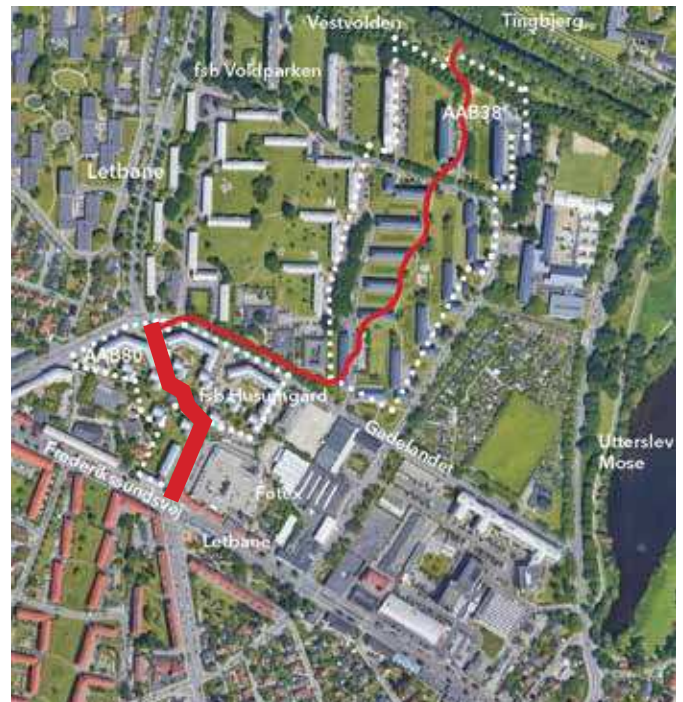 Vestvolden
Tingbjerg
fsb Voldparken
AAB38
Letbane
AAB80
fsb Husumgård
Gadelandet
Utterslev
Mose
Frederikssundsvej
Føtex
Letbane